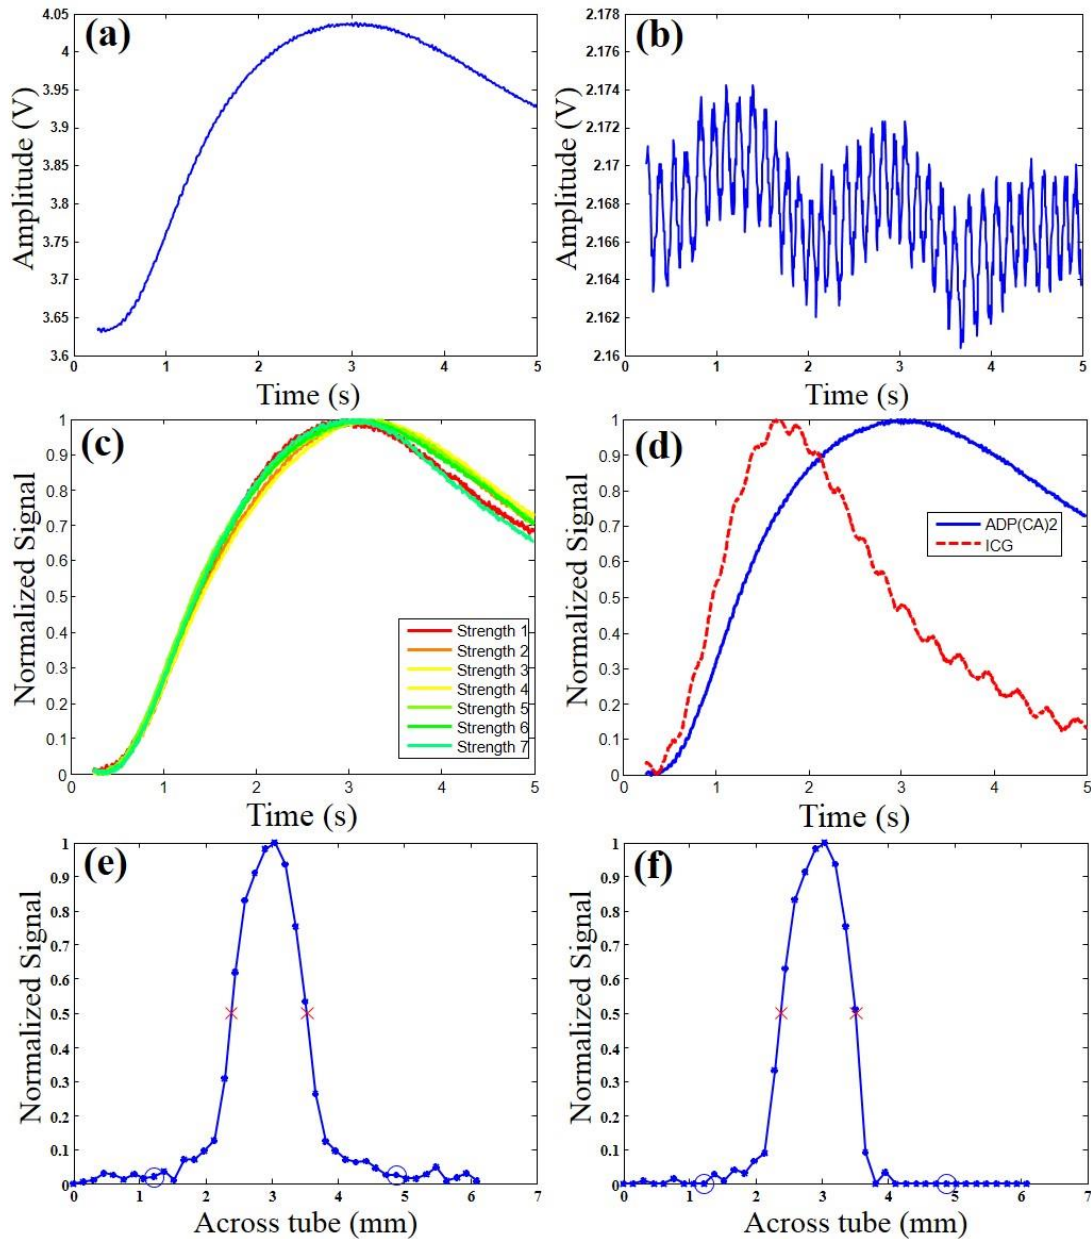 (a)
Amplitude (V)
4.05
4
3.95
3.9
3.85
3.8
3.75
3.7
3.65
3.6
0 1 2 3 4 5
Time (s)
(b)
Amplitude (V)
2.178
2.176
2.174
2.172
2.17
2.168
2.166
2.164
2.162
2.16
0 1 2 3 4 5
Time (s)
(c)
Normalized Signal
1
0.9
0.8
0.7
0.6
0.5
0.4
0.3
0.2
0.1
0
Strength 1
Strength 2
Strength 3
Strength 4
Strength 5
Strength 6
Strength 7
0 1 2 3 4 5
Time (s)
(d)
Normalized Signal
1
0.9
0.8
0.7
0.6
0.5
0.4
0.3
0.2
0.1
0
ADP(CA)2
ICG
0 1 2 3 4 5
Time (s)
(e)
Normalized Signal
1
0.9
0.8
0.7
0.6
0.5
0.4
0.3
0.2
0.1
0
0 1 2 3 4 5 6 7
Across tube (mm)
(f)
Normalized Signal
1
0.9
0.8
0.7
0.6
0.5
0.4
0.3
0.2
0.1
0
0 1 2 3 4 5 6 7
Across tube (mm)